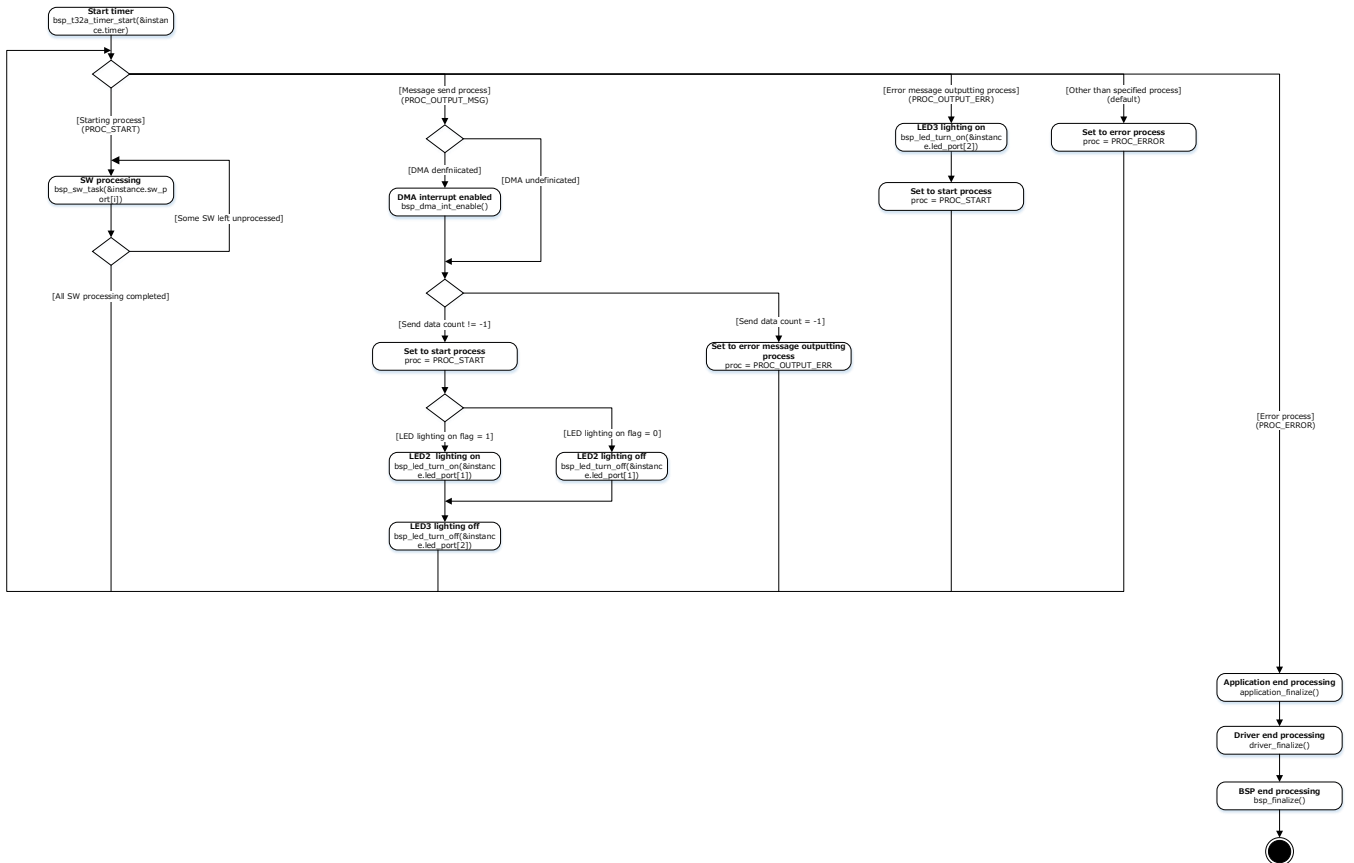 Start timer
bsp_t32a_timer_start(&instan
ce.timer)
[Starting process]
(PROC_START)
SW processing
bsp_sw_task(&instance.sw_p
ort[i])
[Some SW left unprocessed]
[All SW processing completed]
[Message send process]
(PROC_OUTPUT_MSG)
[DMA denfniicated]
[DMA undefinicated]
DMA interrupt enabled
bsp_dma_int_enable()
[Send data count != -1]
[Send data count = -1]
Set to start process
proc = PROC_START
Set to error message outputting
process
proc = PROC_OUTPUT_ERR
[LED lighting on flag = 1]
[LED lighting on flag = 0]
LED2 lighting on
bsp_led_turn_on(&instanc
e.led_port[1])
LED2 lighting off
bsp_led_turn_off(&instanc
e.led_port[1])
LED3 lighting off
bsp_led_turn_off(&instanc
e.led_port[2])
[Error message outputting process]
(PROC_OUTPUT_ERR)
LED3 lighting on
bsp_led_turn_on(&instanc
e.led_port[2])
Set to start process
proc = PROC_START
[Other than specified process]
(default)
Set to error process
proc = PROC_ERROR
[Error process]
(PROC_ERROR)
Application end processing
application_finalize()
Driver end processing
driver_finalize()
BSP end processing
bsp_finalize()